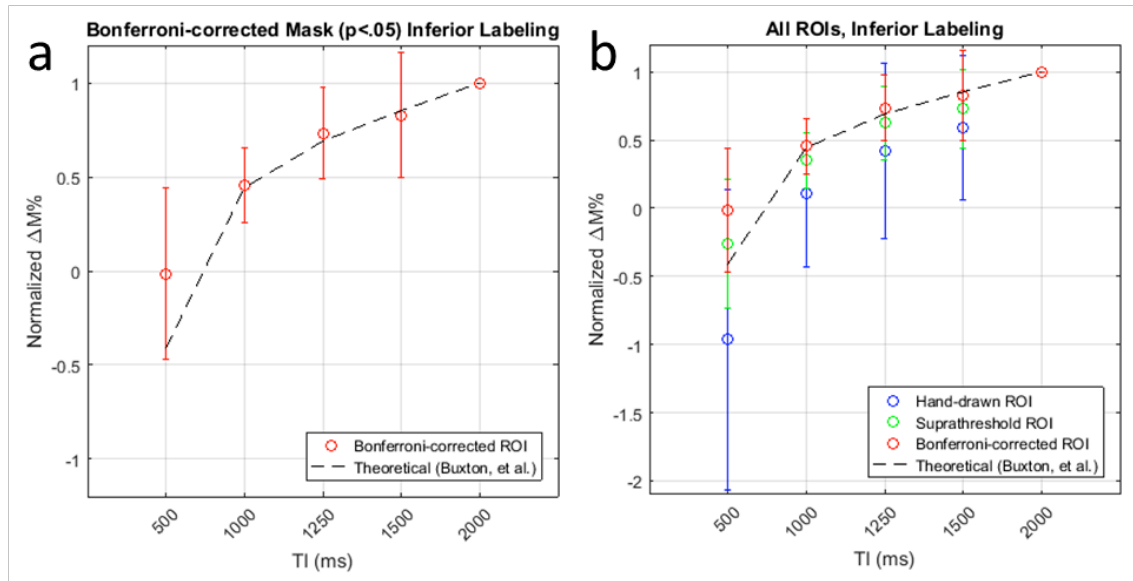 a
Bonferroni-corrected Mask (p<.05) Inferior Labeling
Normalized ΔM%
1
0.5
0
-0.5
-1
500
1000
1250
1500
2000
TI (ms)
Bonferroni-corrected ROI
Theoretical (Buxton, et al.)
b
All ROIs, Inferior Labeling
Normalized ΔM%
1
0.5
0
-0.5
-1
-1.5
-2
500
1000
1250
1500
2000
TI (ms)
Hand-drawn ROI
Suprathreshold ROI
Bonferroni-corrected ROI
Theoretical (Buxton, et al.)